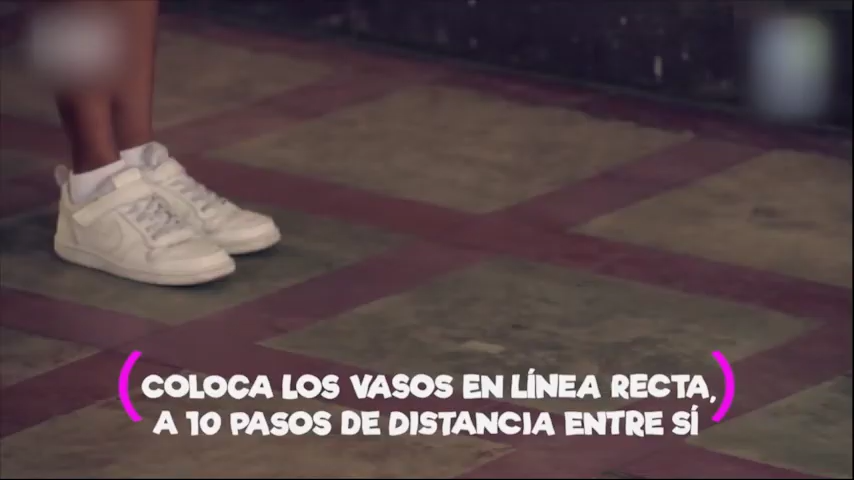 COLOCA LOS VASOS EN LÍNEA RECTA,
A 10 PASOS DE DISTANCIA ENTRE SÍ